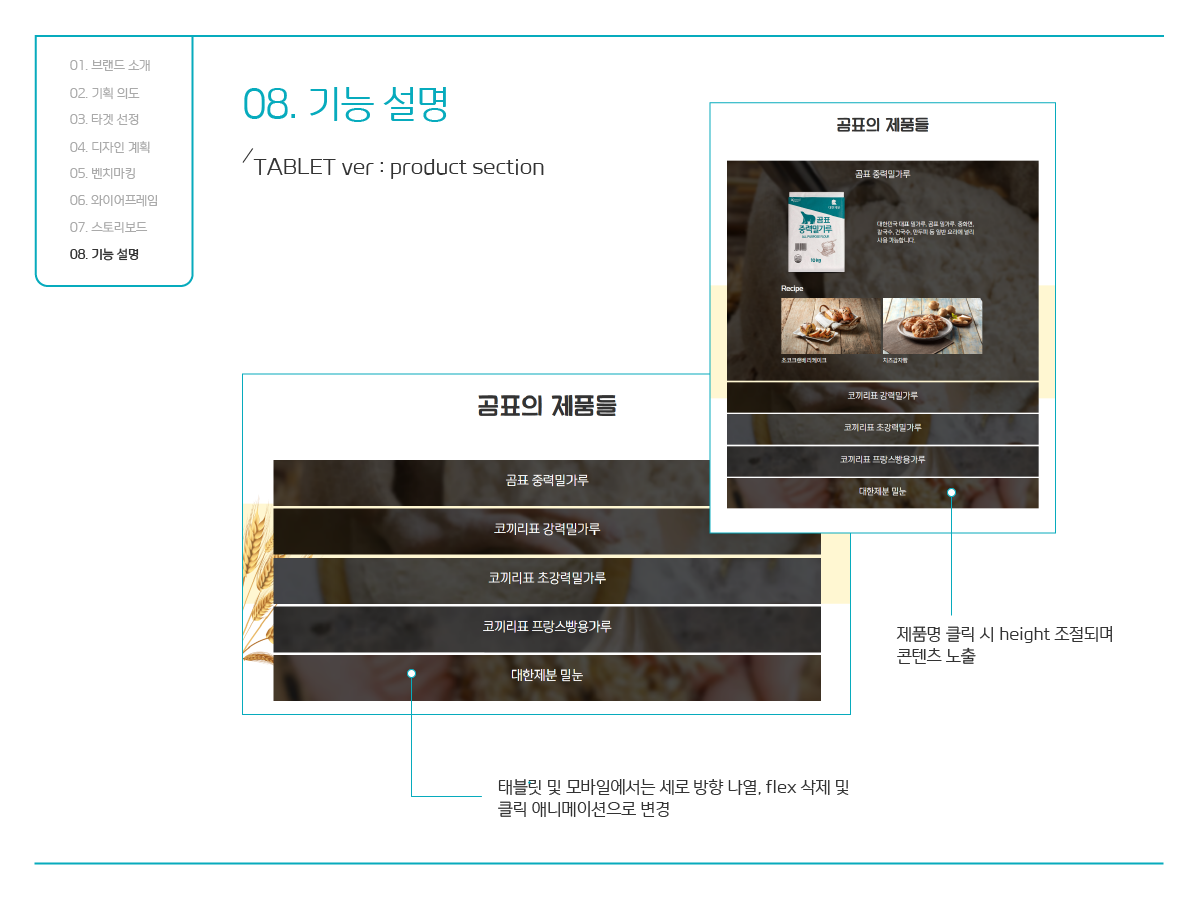 01. 브랜드 소개
02. 기획 의도
03. 타겟 선정
04. 디자인 계획
05. 벤치마킹
06. 와이어프레임
07. 스토리보드
08. 기능 설명
08. 기능 설명
TABLET ver : product section
곰표의 제품들
곰표 중력밀가루
곰표
중력밀가루
10kg
대한민국 대표 밀가루, 곰표 밀가루. 중화면,
칼국수, 건국수, 만두피 등 일반 요리에 널리
사용 가능합니다.
Recipe
초코크랜베리케이크
치즈감자빵
코끼리표 강력밀가루
코끼리표 초강력밀가루
코끼리표 프랑스빵용가루
대한제분 밀눈
곰표의 제품들
곰표 중력밀가루
코끼리표 강력밀가루
코끼리표 초강력밀가루
코끼리표 프랑스빵용가루
대한제분 밀눈
제품명 클릭 시 height 조절되며
콘텐츠 노출
태블릿 및 모바일에서는 세로 방향 나열, flex 삭제 및
클릭 애니메이션으로 변경